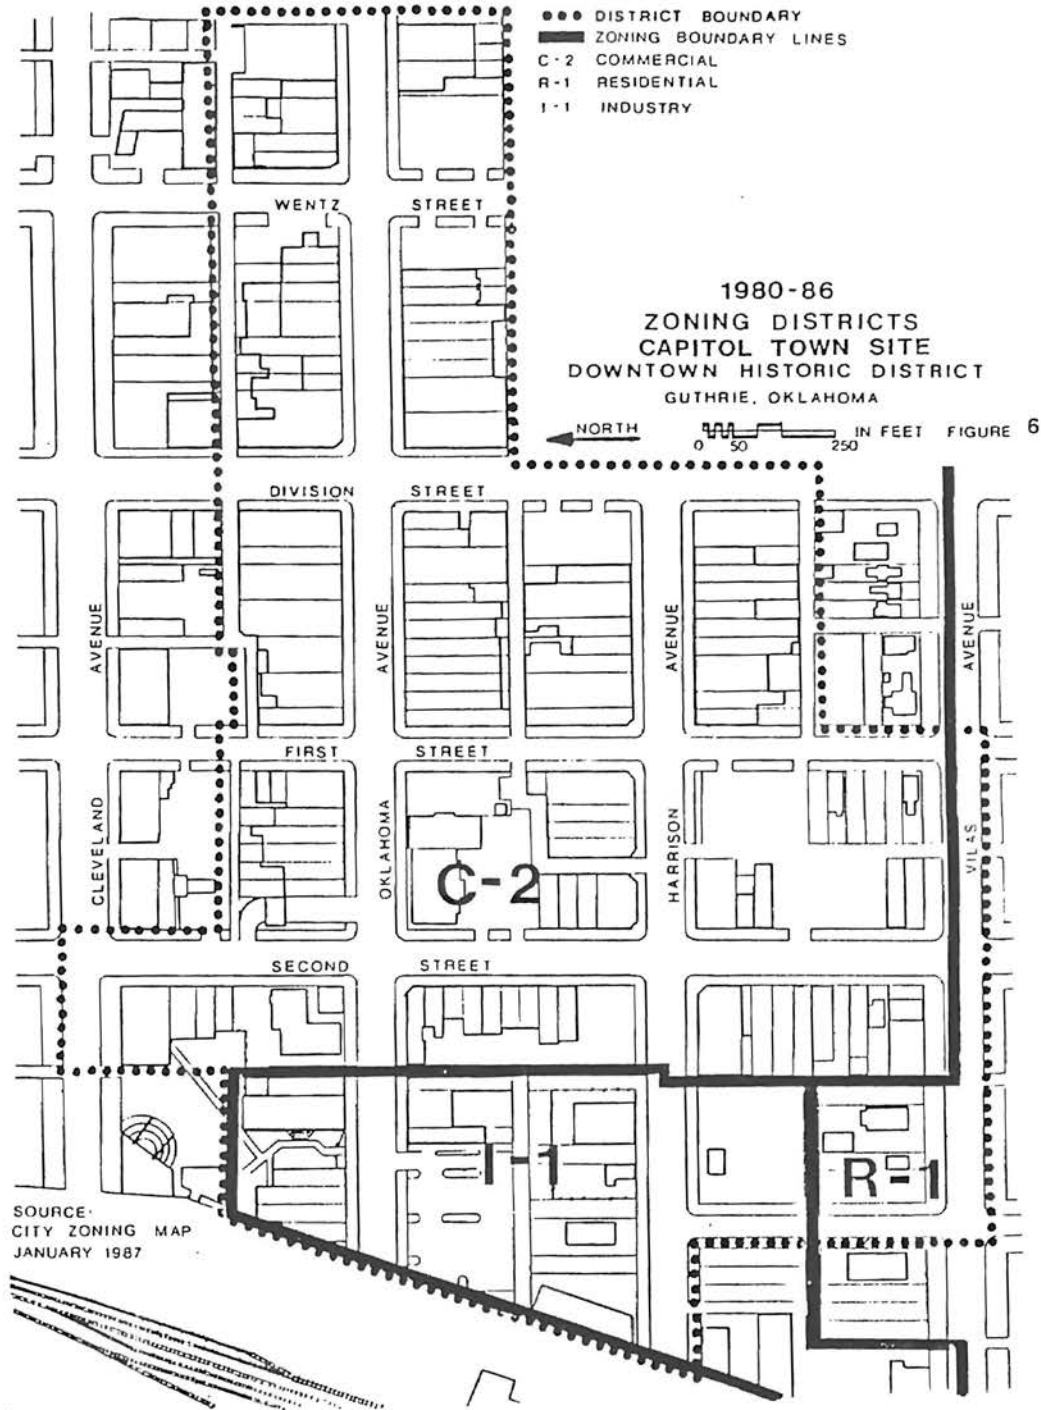 DISTRICT BOUNDARY
ZONING BOUNDARY LINES
C-2 COMMERCIAL
R-1 RESIDENTIAL
I-1 INDUSTRY
WENTZ STREET
1980-86
ZONING DISTRICTS
CAPITOL TOWN SITE
DOWNTOWN HISTORIC DISTRICT
GUTHRIE, OKLAHOMA
NORTH
0 50 250
IN FEET FIGURE 6
DIVISION STREET
AVENUE
AVENUE
AVENUE
AVENUE
FIRST STREET
CLEVELAND
OKLAHOMA
HARRISON
VILAS
C-2
SECOND STREET
I-1
R-1
SOURCE:
CITY ZONING MAP
JANUARY 1987